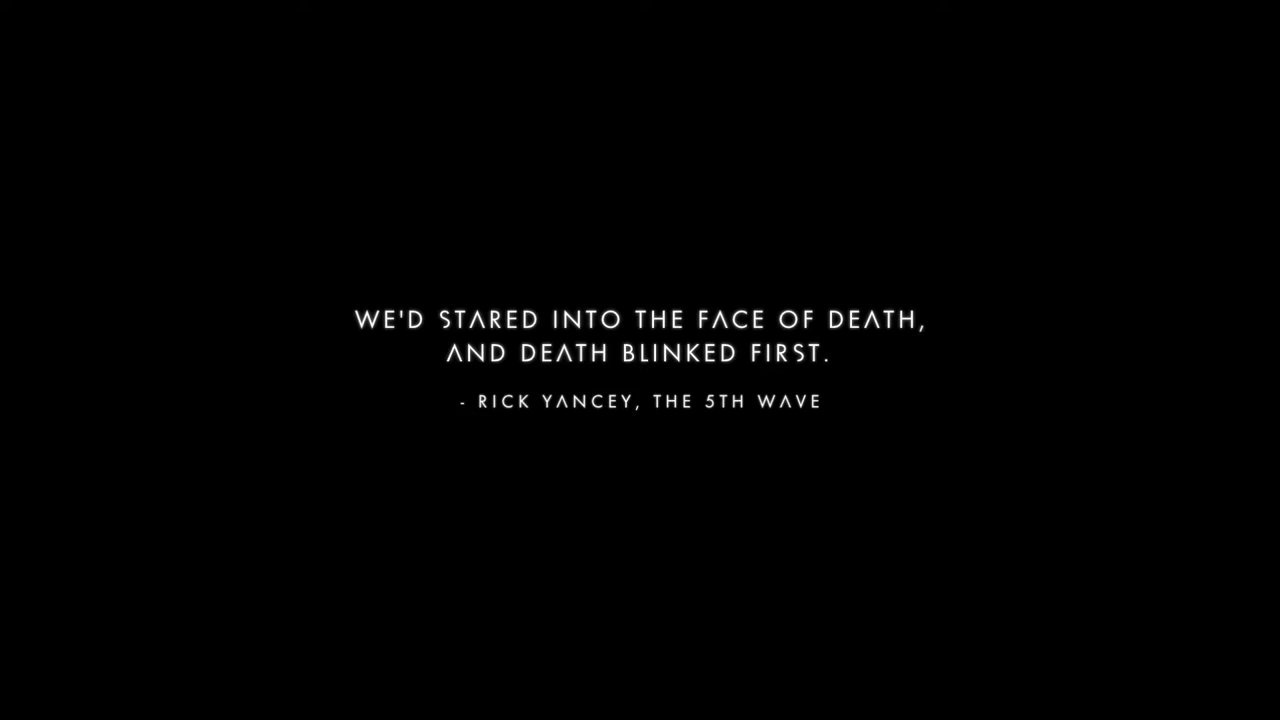 WE'D STARED INTO THE FACE OF DEATH,
AND DEATH BLINKED FIRST.
- RICK YANCEY, THE 5TH WAVE